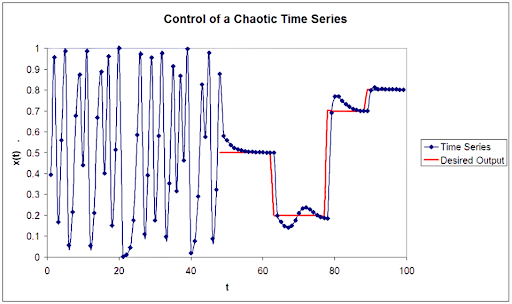 Control of a Chaotic Time Series
1
0.9
0.8
0.7
0.6
0.5
0.4
0.3
0.2
0.1
0
x(t)
0 20 40 60 80 100
t
Time Series
Desired Output